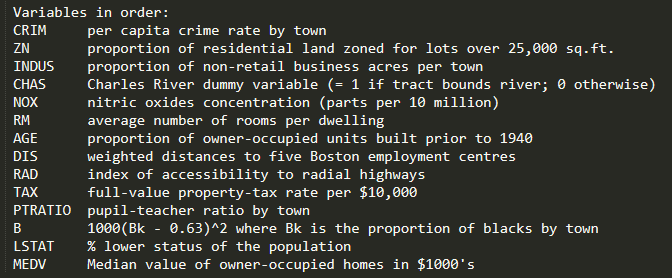 Variables in order:
CRIM per capita crime rate by town
ZN proportion of residential land zoned for lots over 25,000 sq.ft.
INDUS proportion of non-retail business acres per town
CHAS Charles River dummy variable (= 1 if tract bounds river; 0 otherwise)
NOX nitric oxides concentration (parts per 10 million)
RM average number of rooms per dwelling
AGE proportion of owner-occupied units built prior to 1940
DIS weighted distances to five Boston employment centres
RAD index of accessibility to radial highways
TAX full-value property-tax rate per $10,000
PTRATIO pupil-teacher ratio by town
B 1000(Bk - 0.63)^2 where Bk is the proportion of blacks by town
LSTAT % lower status of the population
MEDV Median value of owner-occupied homes in $1000's